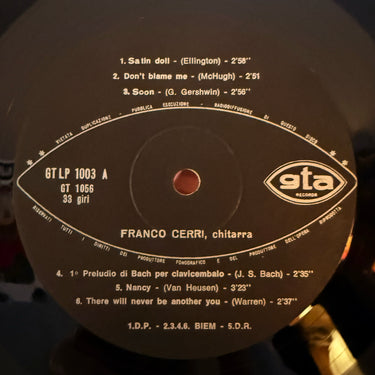 1. Satin doll - (Ellington) - 2'58"
2. Don't blame me - (McHugh) - 2'51
3. Soon - (G. Gershwin) - 2'56"
* VIETATA DUPLICAZIONE - PUBBLICA ESECUZIONE - RADIODIFFUSIONE DI QUESTO DISCO *
GTLP 1003 A
GT 1056
33 giri
gta
records
FRANCO CERRI, chitarra
RISERVATI TUTTI I DIRITTI DEL PRODUTTORE FONOGRAFICO E DEL PRODUTTORE DELL'OPERA RIPRODOTTA
4. 1° Preludio di Bach per clavicembalo - (J. S. Bach) - 2'35"
5. Nancy - (Van Heusen) - 3'23"
6. There will never be another you - (Warren) - 2'37"
1.D.P. - 2.3.4.6. BIEM - 5.D.R.